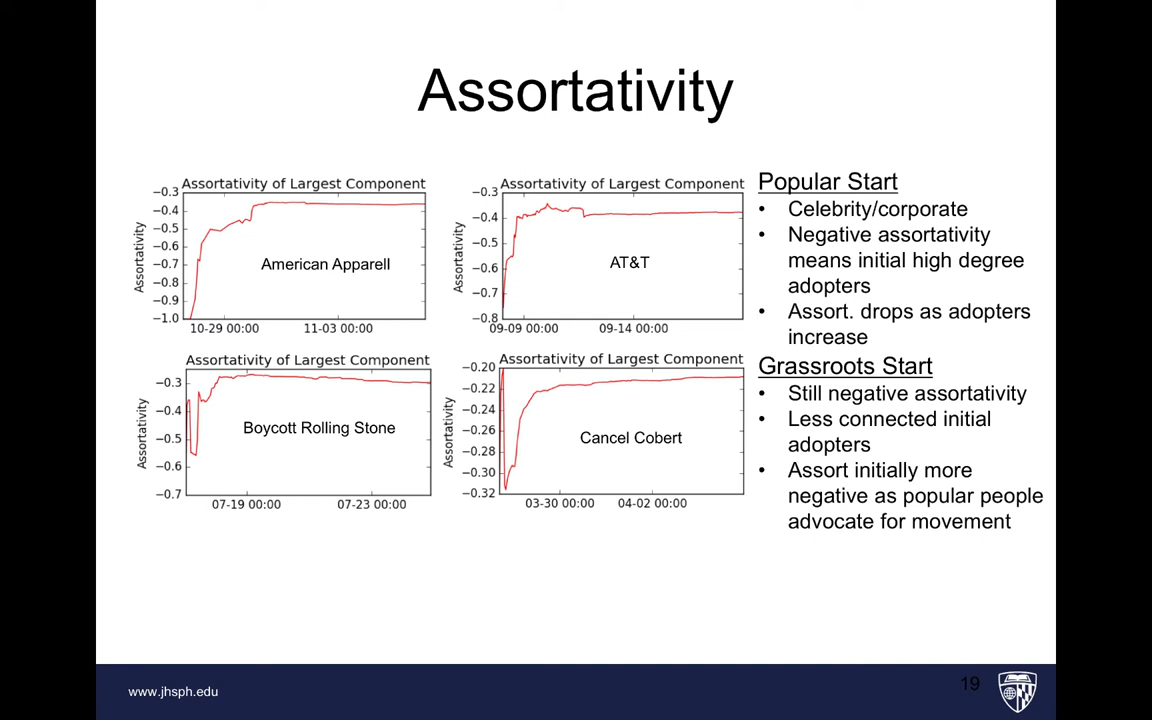 Assortativity
Assortativity of Largest Component
−0.3
−0.4
−0.5
−0.6
−0.7
−0.8
−0.9
−1.0
Assortativity
American Apparell
10-29 00:00 11-03 00:00
Assortativity of Largest Component
−0.3
−0.4
−0.5
−0.6
−0.7
−0.8
Assortativity
AT&T
09-09 00:00 09-14 00:00
Assortativity of Largest Component
−0.3
−0.4
−0.5
−0.6
−0.7
Assortativity
Boycott Rolling Stone
07-19 00:00 07-23 00:00
Assortativity of Largest Component
−0.20
−0.22
−0.24
−0.26
−0.28
−0.30
−0.32
Assortativity
Cancel Cobert
03-30 00:00 04-02 00:00
Popular Start
• Celebrity/corporate
• Negative assortativity
means initial high degree
adopters
• Assort. drops as adopters
increase
Grassroots Start
• Still negative assortativity
• Less connected initial
adopters
• Assort initially more
negative as popular people
advocate for movement
www.jhsph.edu
19